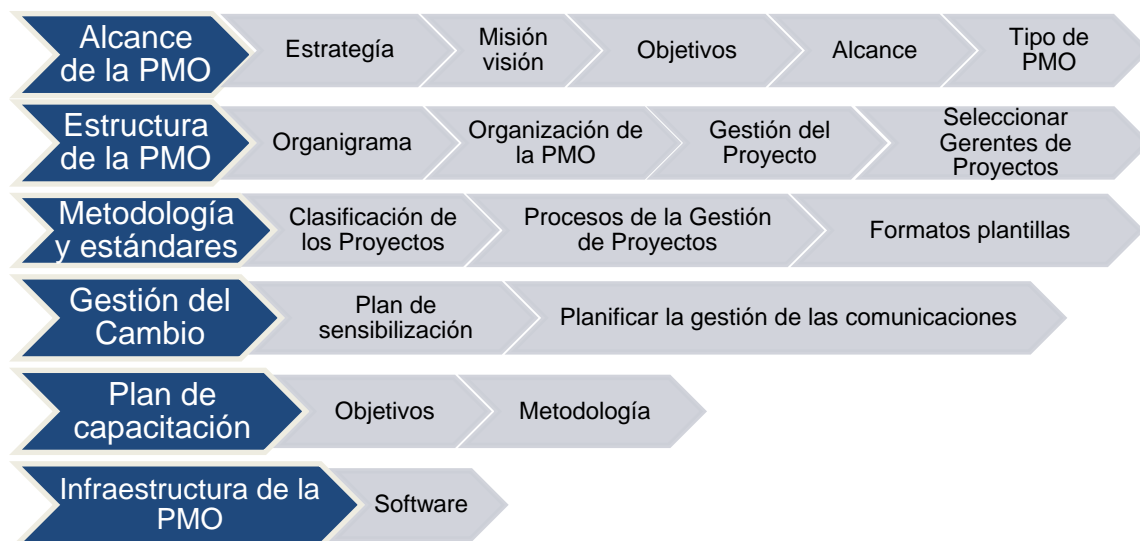 Alcance
de la PMO
Estrategía
Misión
visión
Objetivos
Alcance
Tipo de
PMO
Estructura
de la PMO
Organigrama
Organización de
la PMO
Gestión del
Proyecto
Seleccionar
Gerentes de
Proyectos
Metodología
y estándares
Clasificación de
los Proyectos
Procesos de la Gestión
de Proyectos
Formatos plantillas
Gestión del
Cambio
Plan de
sensibilización
Planificar la gestión de las comunicaciones
Plan de
capacitación
Objetivos
Metodología
Infraestructura de la
PMO
Software